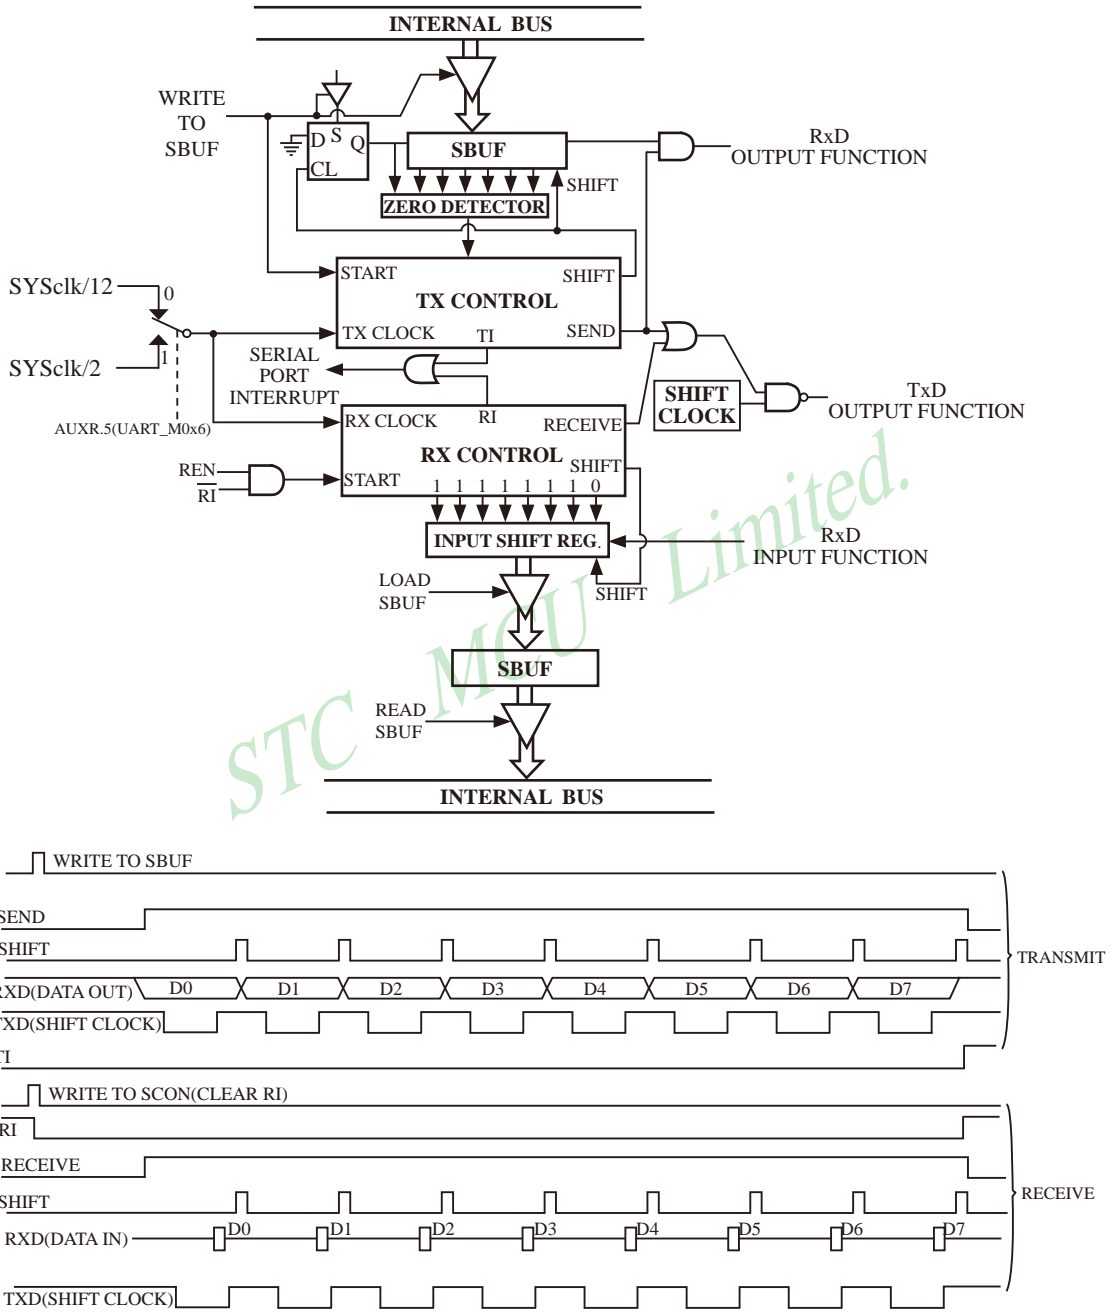 INTERNAL BUS
WRITE
TO
SBUF
D S Q
CL
SBUF
RxD
OUTPUT FUNCTION
SHIFT
ZERO DETECTOR
START
SHIFT
TX CONTROL
TX CLOCK
TI
SEND
SYSclk/12
0
1
SYSclk/2
SERIAL
PORT
INTERRUPT
SHIFT
CLOCK
TxD
OUTPUT FUNCTION
AUXR.5(UART_M0x6)
RX CLOCK
RI
RECEIVE
RX CONTROL
SHIFT
START
1 1 1 1 1 1 1 0
REN
RI
INPUT SHIFT REG.
RxD
INPUT FUNCTION
LOAD
SBUF
SHIFT
SBUF
READ
SBUF
INTERNAL BUS
STC MCU Limited.
WRITE TO SBUF
SEND
SHIFT
RXD(DATA OUT) D0 D1 D2 D3 D4 D5 D6 D7
TXD(SHIFT CLOCK)
TI
TRANSMIT
WRITE TO SCON(CLEAR RI)
RI
RECEIVE
SHIFT
RXD(DATA IN) D0 D1 D2 D3 D4 D5 D6 D7
TXD(SHIFT CLOCK)
RECEIVE